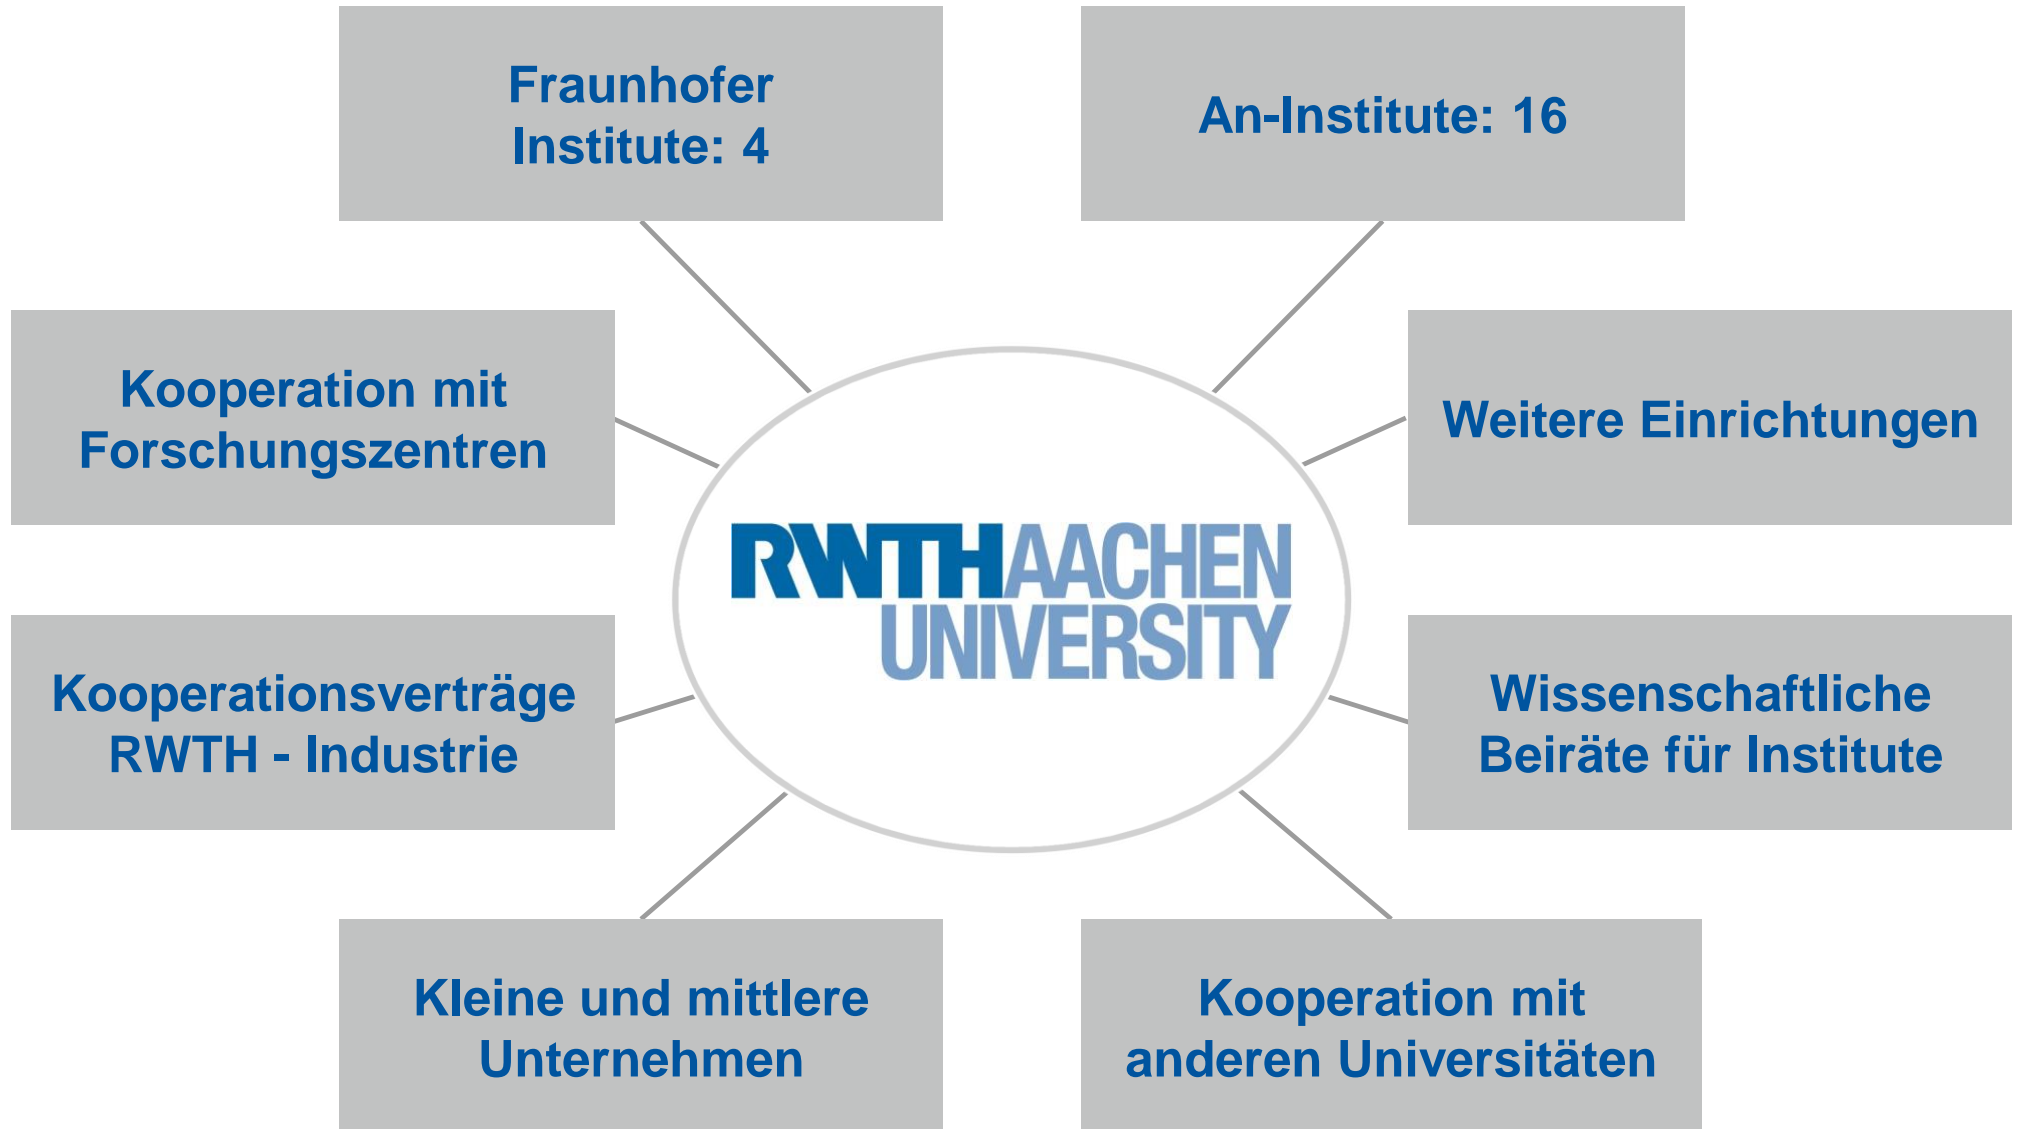 Fraunhofer
Institute: 4
An-Institute: 16
Kooperation mit
Forschungszentren
Weitere Einrichtungen
RWTHAACHEN
UNIVERSITY
Kooperationsverträge
RWTH - Industrie
Wissenschaftliche
Beiräte für Institute
Kleine und mittlere
Unternehmen
Kooperation mit
anderen Universitäten